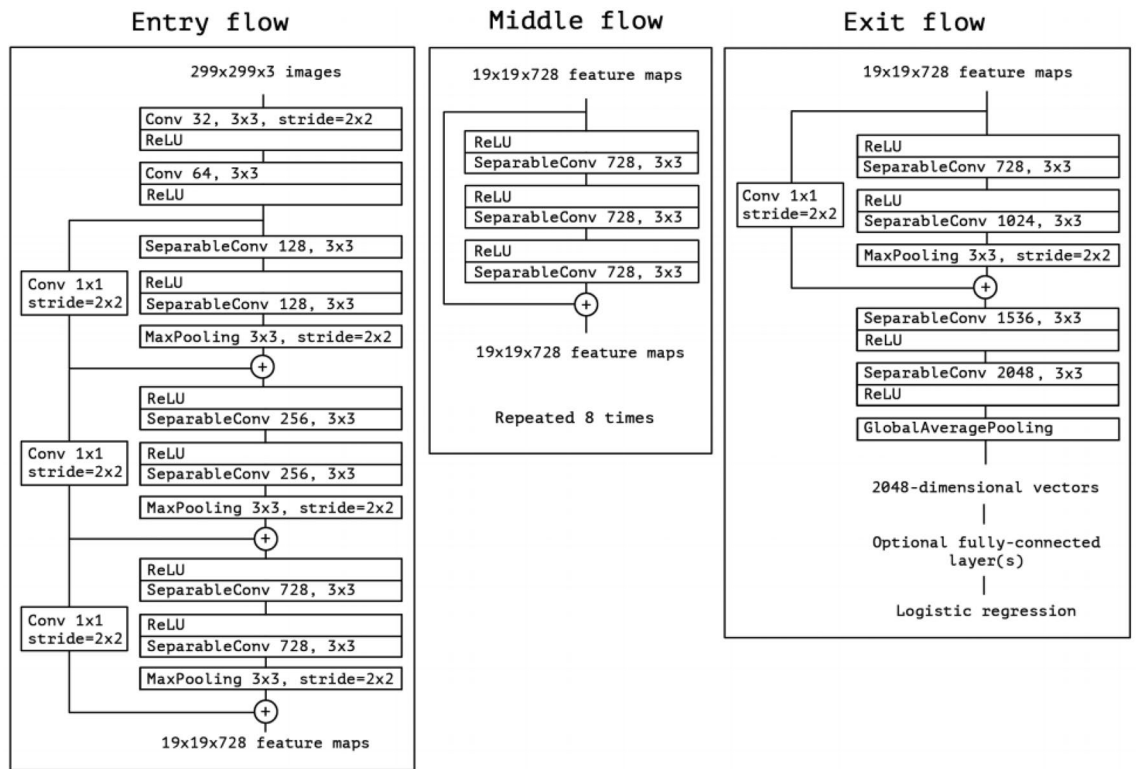 Entry flow
299x299x3 images
Conv 32, 3x3, stride=2x2
ReLU
Conv 64, 3x3
ReLU
SeparableConv 128, 3x3
Conv 1x1
stride=2x2
ReLU
SeparableConv 128, 3x3
MaxPooling 3x3, stride=2x2
+
ReLU
SeparableConv 256, 3x3
Conv 1x1
stride=2x2
ReLU
SeparableConv 256, 3x3
MaxPooling 3x3, stride=2x2
+
ReLU
SeparableConv 728, 3x3
Conv 1x1
stride=2x2
ReLU
SeparableConv 728, 3x3
MaxPooling 3x3, stride=2x2
+
19x19x728 feature maps
Middle flow
19x19x728 feature maps
ReLU
SeparableConv 728, 3x3
ReLU
SeparableConv 728, 3x3
ReLU
SeparableConv 728, 3x3
+
19x19x728 feature maps
Repeated 8 times
Exit flow
19x19x728 feature maps
ReLU
SeparableConv 728, 3x3
Conv 1x1
stride=2x2
ReLU
SeparableConv 1024, 3x3
MaxPooling 3x3, stride=2x2
+
SeparableConv 1536, 3x3
ReLU
SeparableConv 2048, 3x3
ReLU
GlobalAveragePooling
2048-dimensional vectors
Optional fully-connected
layer(s)
Logistic regression